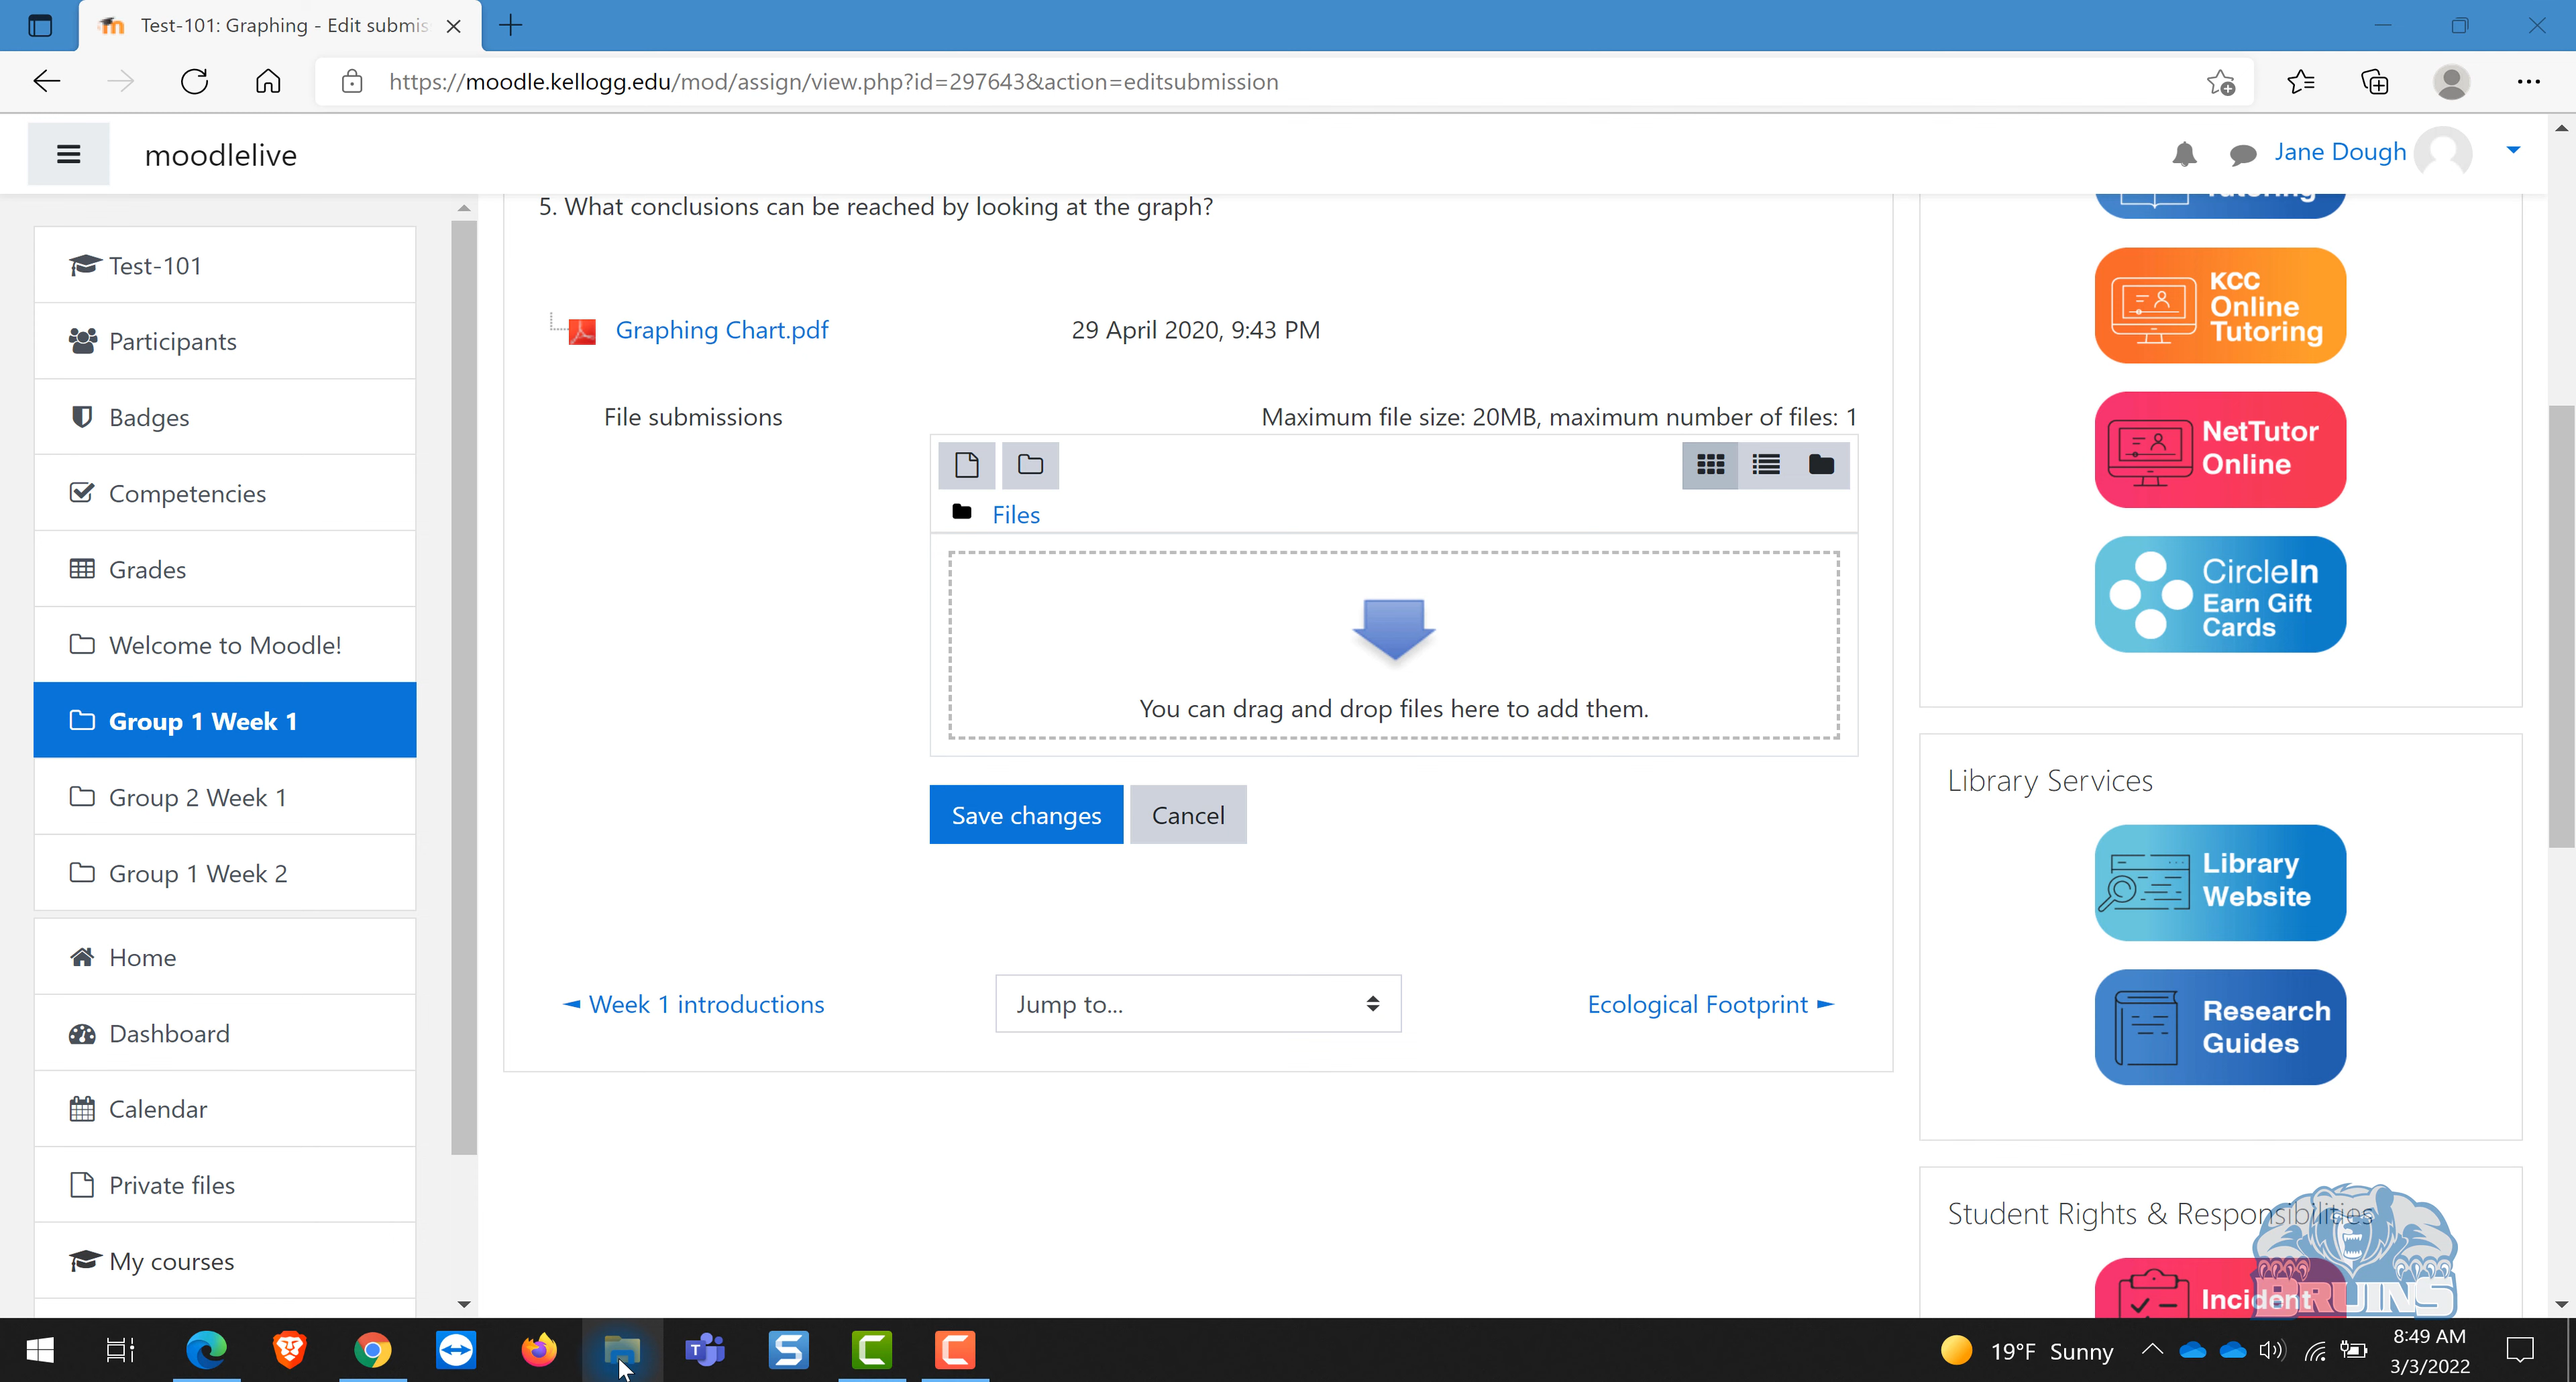 Test-101: Graphing - Edit submis
https://moodle.kellogg.edu/mod/assign/view.php?id=297643&action=editsubmission
moodlelive
Jane Dough
Test-101
Participants
Badges
Competencies
Grades
Welcome to Moodle!
Group 1 Week 1
Group 2 Week 1
Group 1 Week 2
Home
Dashboard
Calendar
Private files
My courses
5. What conclusions can be reached by looking at the graph?
Graphing Chart.pdf
29 April 2020, 9:43 PM
File submissions
Maximum file size: 20MB, maximum number of files: 1
Files
You can drag and drop files here to add them.
Save changes
Cancel
◄ Week 1 introductions
Jump to...
Ecological Footprint ►
Tutoring
KCC
Online
Tutoring
NetTutor
Online
CircleIn
Earn Gift
Cards
Library Services
Library
Website
Research
Guides
Student Rights & Responsibilities
Incident
BRUINS
19°F Sunny
8:49 AM
3/3/2022